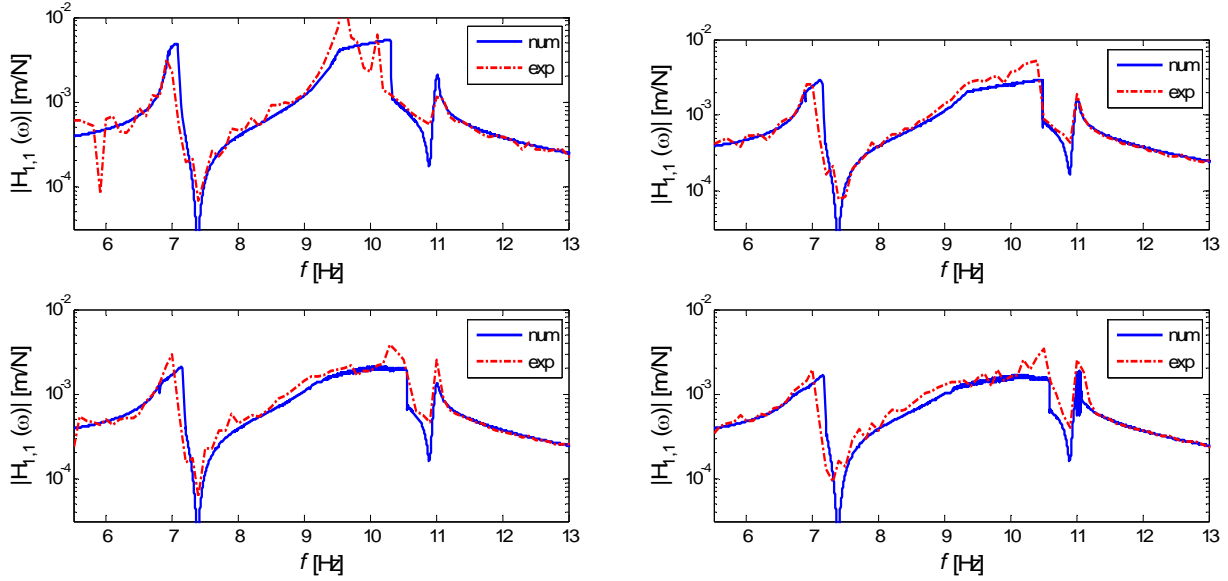 |H1,1 (ω)| [m/N]
10-2
10-3
10-4
num
exp
6 7 8 9 10 11 12 13
f [Hz]
|H1,1 (ω)| [m/N]
10-2
10-3
10-4
num
exp
6 7 8 9 10 11 12 13
f [Hz]
|H1,1 (ω)| [m/N]
10-2
10-3
10-4
num
exp
6 7 8 9 10 11 12 13
f [Hz]
|H1,1 (ω)| [m/N]
10-2
10-3
10-4
num
exp
6 7 8 9 10 11 12 13
f [Hz]